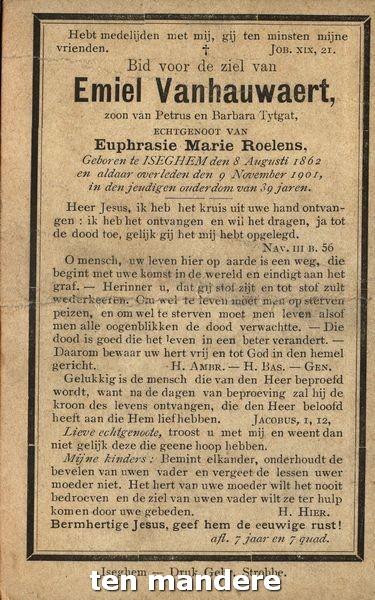 Hebt medelijden met mij, gij ten minsten mijne
vrienden. † JOB. XIX, 21.
Bid voor de ziel van
Emiel Vanhauwaert,
zoon van Petrus en Barbara Tytgat,
ECHTGENOOT VAN
Euphrasie Marie Roelens,
Geboren te ISEGHEM den 8 Augusti 1862
en aldaar overleden den 9 November 1901,
in den jeudigen ouderdom van 39 jaren.
Heer Jesus, ik heb het kruis uit uwe hand ontvan-
gen : ik heb het ontvangen en wil het dragen, ja tot
de dood toe, gelijk gij het mij hebt opgelegd.
NAV. III B. 56
O mensch, uw leven hier op aarde is een weg, die
begint met uwe komst in de wereld en eindigt aan het
graf. — Herinner u, dat gij stof zijt en tot stof zult
wederkeeren. Om wel te leven moet men op sterven
peizen, en om wel te sterven moet men leven alsof
men alle oogenblikken de dood verwachtte. — Die
dood is goed die het leven in een beter verandert. —
Daarom bewaar uw hert vrij en tot God in den hemel
gericht. H. AMBR. — H. BAS. — GEN.
Gelukkig is de mensch die van den Heer beproefd
wordt, want na de dagen van beproeving zal hij de
kroon des levens ontvangen, die den Heer beloofd
heeft aan die Hem lief hebben. JACOBUS, 1, 12,
Lieve echtgenoote, troost u met mij en weent dan
niet gelijk deze die geene hoop hebben.
Mijne kinders : Bemint elkander, onderhoudt de
bevelen van uwen vader en vergeet de lessen uwer
moeder niet. Het hert van uwe moeder wilt het nooit
bedroeven en de ziel van uwen vader wilt ze ter hulp
komen door uwe gebeden. H. HIER.
Bermhertige Jesus, geef hem de eeuwige rust!
afl. 7 jaar en 7 quad.
Iseghem — Druk Geb. Strobbe.
ten mandere